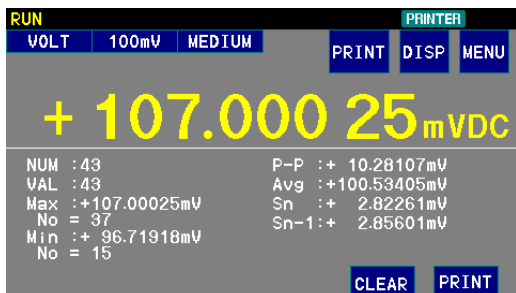 RUN PRINTER
VOLT 100mV MEDIUM PRINT DISP MENU
+ 107.000 25 mVDC
NUM :43 P-P :+ 10.28107mV
VAL :43 Avg :+100.53405mV
Max :+107.00025mV Sn :+ 2.82261mV
No = 37 Sn-1:+ 2.85601mV
Min :+ 96.71918mV
No = 15
CLEAR PRINT